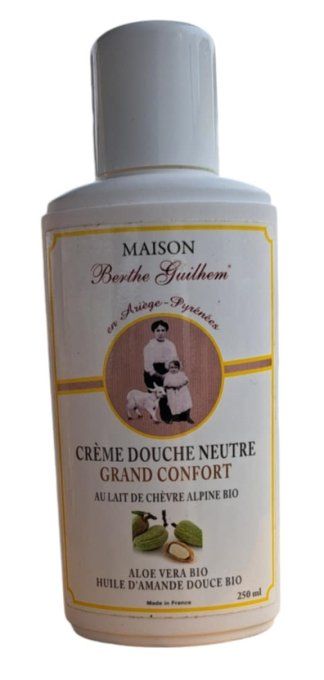 MAISON
Berthe Guilhem®
en Ariège-Pyrénées
CRÈME DOUCHE NEUTRE
GRAND CONFORT
AU LAIT DE CHÈVRE ALPINE BIO
ALOE VERA BIO
HUILE D'AMANDE DOUCE BIO
250 ml
Made in France